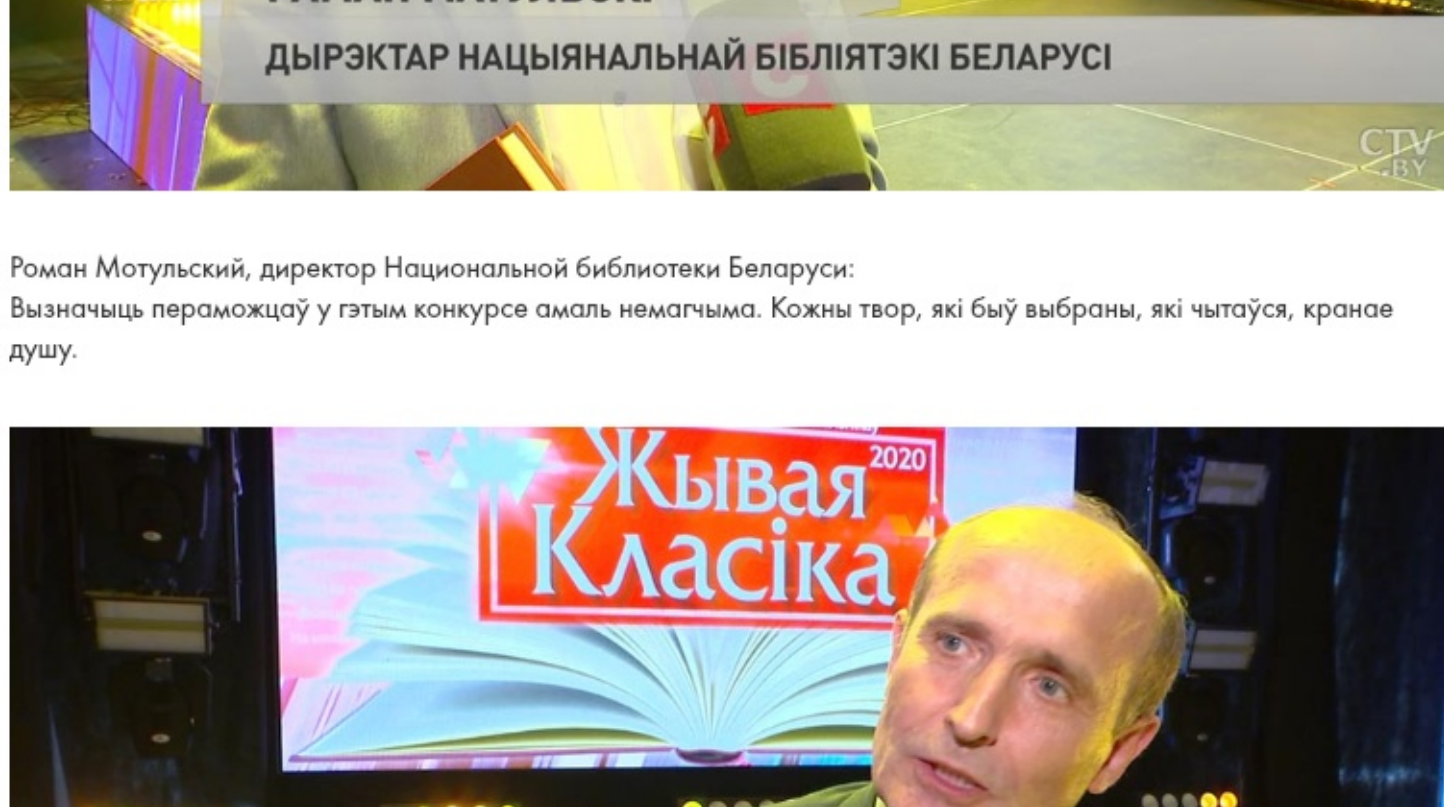 ДЫРЭКТАР НАЦЫЯНАЛЬНАЙ БІБЛІЯТЭКІ БЕЛАРУСІ
CTV
.BY
Роман Мотульский, директор Национальной библиотеки Беларуси:
Вызначыць пераможцаў у гэтым конкурсе амаль немагчыма. Кожны твор, які быў выбраны, які чытаўся, кранае
душу.
Жывая 2020
Класіка